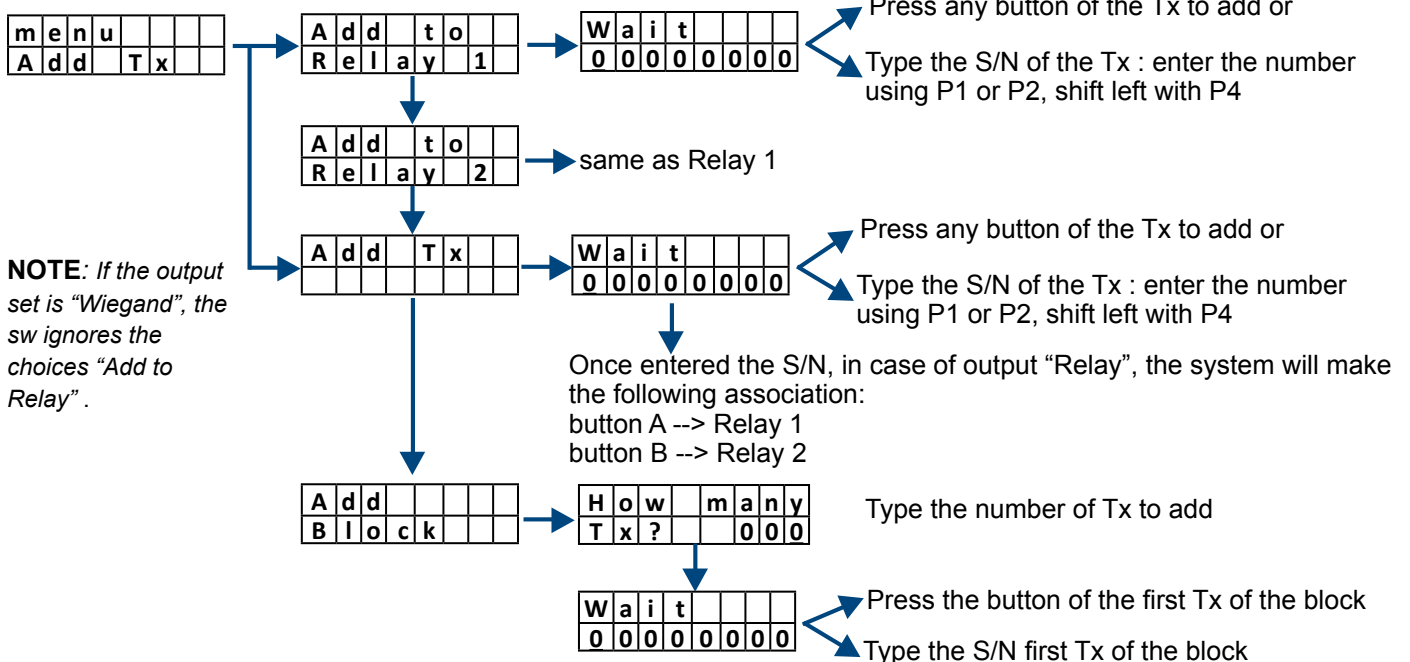 Press any button of the Tx to add or
menu
Add Tx
Add to
Relay 1
Wait
00000000
Type the S/N of the Tx : enter the number
using P1 or P2, shift left with P4
Add to
Relay 2
same as Relay 1
NOTE: If the output
set is “Wiegand”, the
sw ignores the
choices “Add to
Relay” .
Add Tx
Wait
00000000
Press any button of the Tx to add or
Type the S/N of the Tx : enter the number
using P1 or P2, shift left with P4
Once entered the S/N, in case of output “Relay”, the system will make
the following association:
button A --> Relay 1
button B --> Relay 2
Add
Block
How many
Tx? 000
Type the number of Tx to add
Wait
00000000
Press the button of the first Tx of the block
Type the S/N first Tx of the block